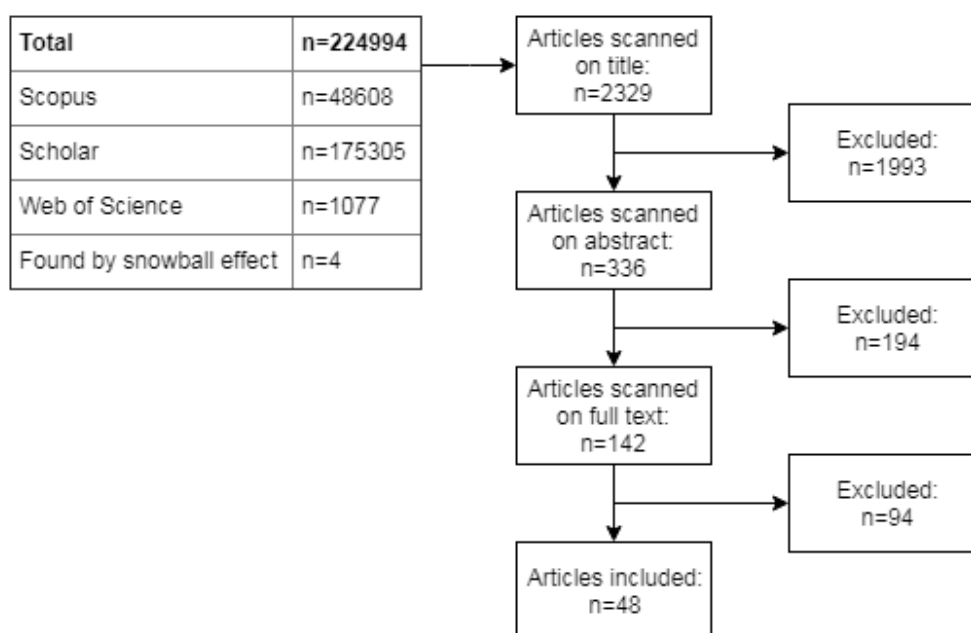 Total n=224994
Scopus n=48608
Scholar n=175305
Web of Science n=1077
Found by snowball effect n=4
Articles scanned
on title:
n=2329
Excluded:
n=1993
Articles scanned
on abstract:
n=336
Excluded:
n=194
Articles scanned
on full text:
n=142
Excluded:
n=94
Articles included:
n=48